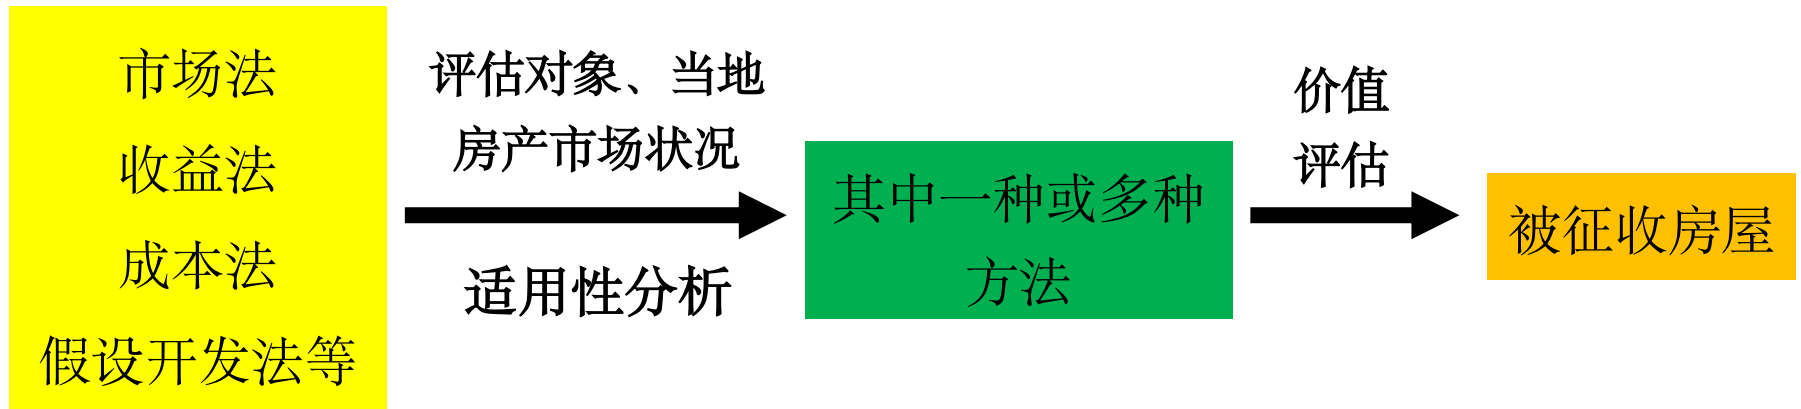 市场法
收益法
成本法
假设开发法等
评估对象、当地
房产市场状况
适用性分析
其中一种或多种
方法
价值
评估
被征收房屋